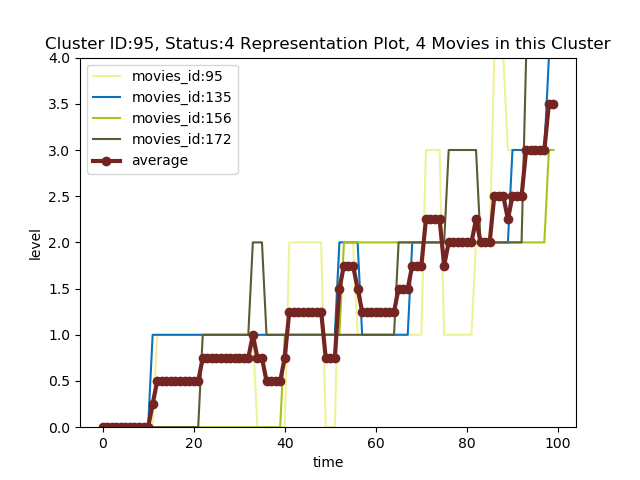 Cluster ID:95, Status:4 Representation Plot, 4 Movies in this Cluster
movies_id:95
movies_id:135
movies_id:156
movies_id:172
average
level
4.0
3.5
3.0
2.5
2.0
1.5
1.0
0.5
0.0
0 20 40 60 80 100
time